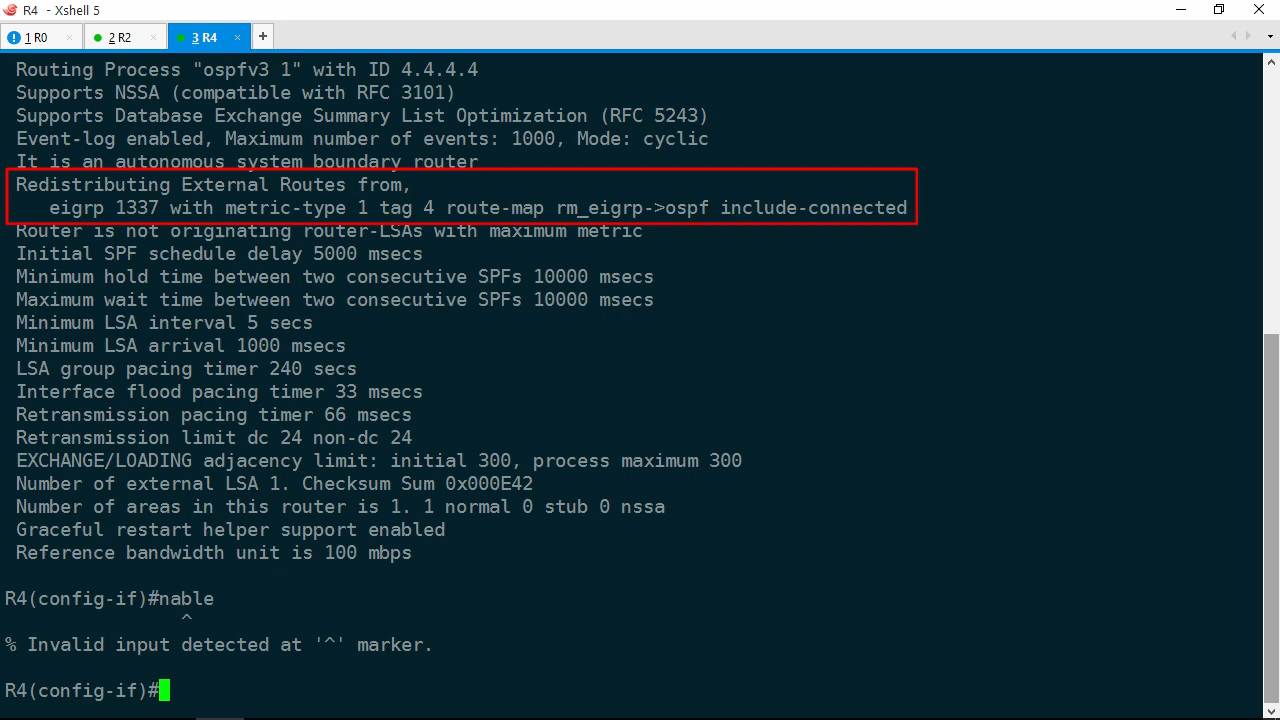 R4 - Xshell 5
1 R0
2 R2
3 R4
Routing Process "ospfv3 1" with ID 4.4.4.4
Supports NSSA (compatible with RFC 3101)
Supports Database Exchange Summary List Optimization (RFC 5243)
Event-log enabled, Maximum number of events: 1000, Mode: cyclic
It is an autonomous system boundary router
Redistributing External Routes from,
eigrp 1337 with metric-type 1 tag 4 route-map rm_eigrp->ospf include-connected
Router is not originating router-LSAs with maximum metric
Initial SPF schedule delay 5000 msecs
Minimum hold time between two consecutive SPFs 10000 msecs
Maximum wait time between two consecutive SPFs 10000 msecs
Minimum LSA interval 5 secs
Minimum LSA arrival 1000 msecs
LSA group pacing timer 240 secs
Interface flood pacing timer 33 msecs
Retransmission pacing timer 66 msecs
Retransmission limit dc 24 non-dc 24
EXCHANGE/LOADING adjacency limit: initial 300, process maximum 300
Number of external LSA 1. Checksum Sum 0x000E42
Number of areas in this router is 1. 1 normal 0 stub 0 nssa
Graceful restart helper support enabled
Reference bandwidth unit is 100 mbps
R4(config-if)#nable
^
% Invalid input detected at '^' marker.
R4(config-if)#